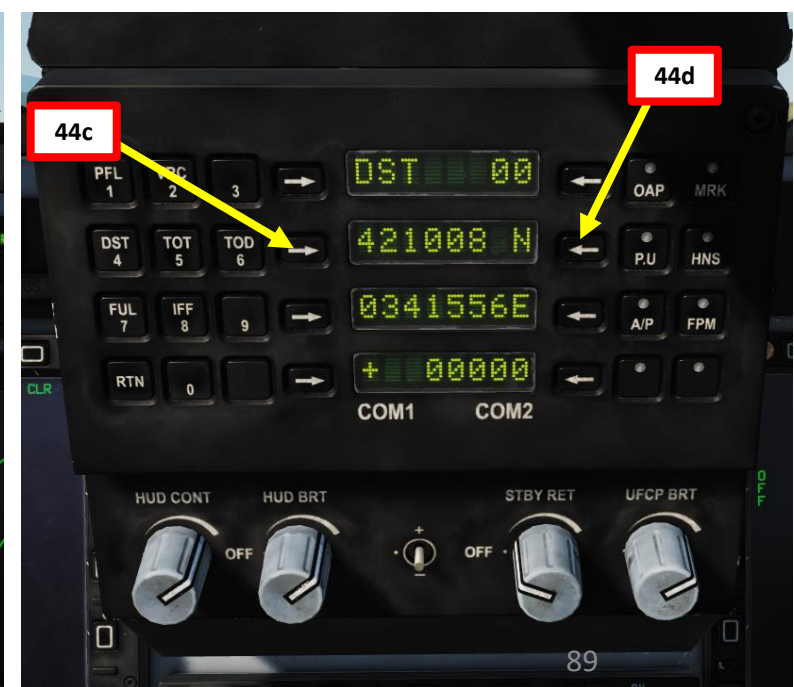 44d
44c
PFL 1 2 3 DST 00 OAP MRK
DST 4 TOT 5 TOD 6 421008 N P.U HNS
FUL 7 IFF 8 9 0341556E A/P FPM
RTN 0 + 00000
CLR
COM1 COM2
HUD CONT HUD BRT STBY RET UFCP BRT
OFF
+
OFF
-
OFF
89